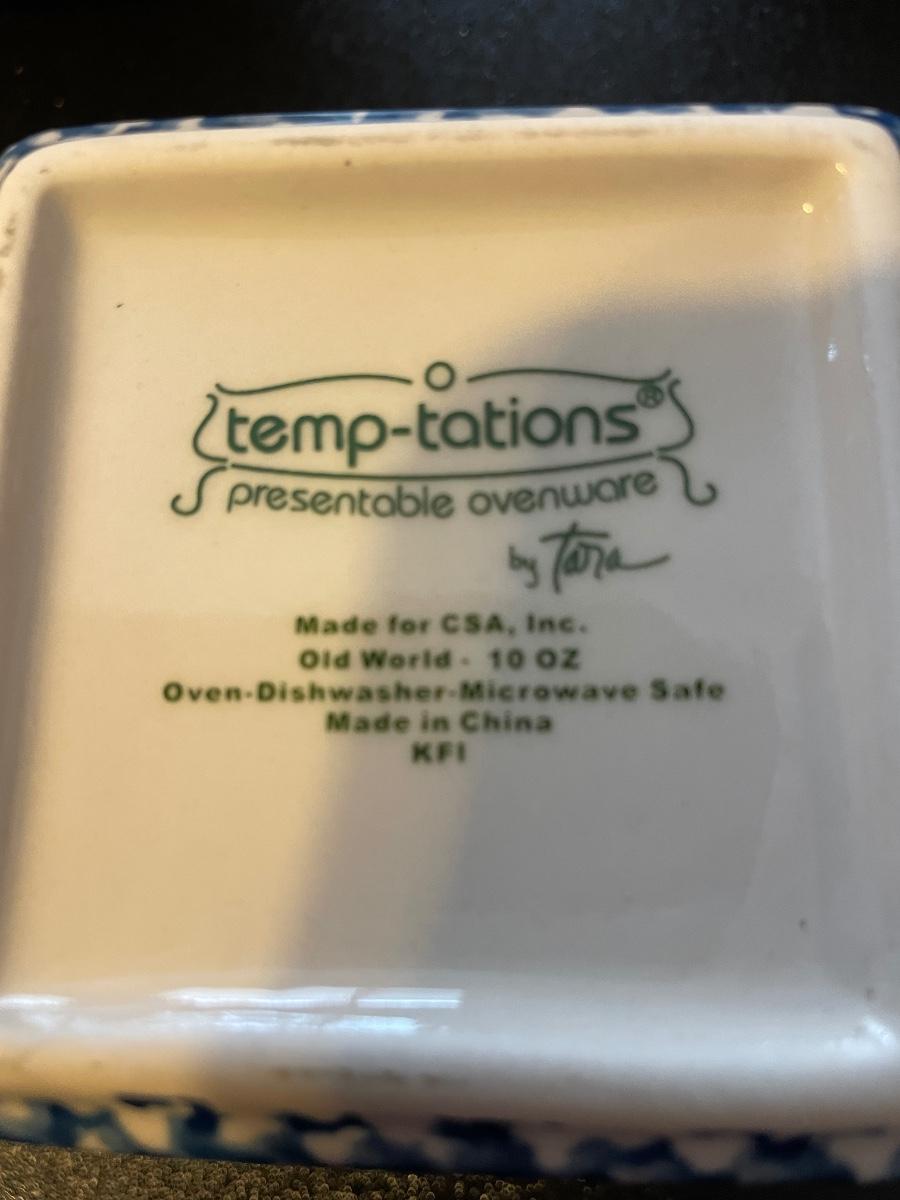 temp-tations®
presentable ovenware
by Tara
Made for CSA, Inc.
Old World - 10 OZ
Oven-Dishwasher-Microwave Safe
Made in China
KFI